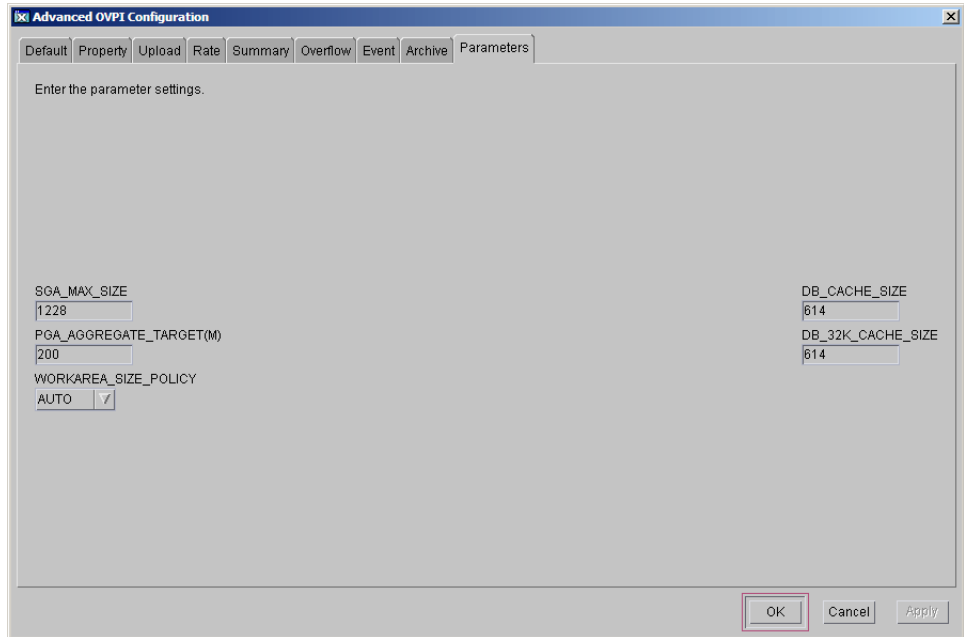 Advanced OVPI Configuration
Default Property Upload Rate Summary Overflow Event Archive Parameters
Enter the parameter settings.
SGA_MAX_SIZE DB_CACHE_SIZE
1228 614
PGA_AGGREGATE_TARGET(M) DB_32K_CACHE_SIZE
200 614
WORKAREA_SIZE_POLICY
AUTO
OK Cancel Apply